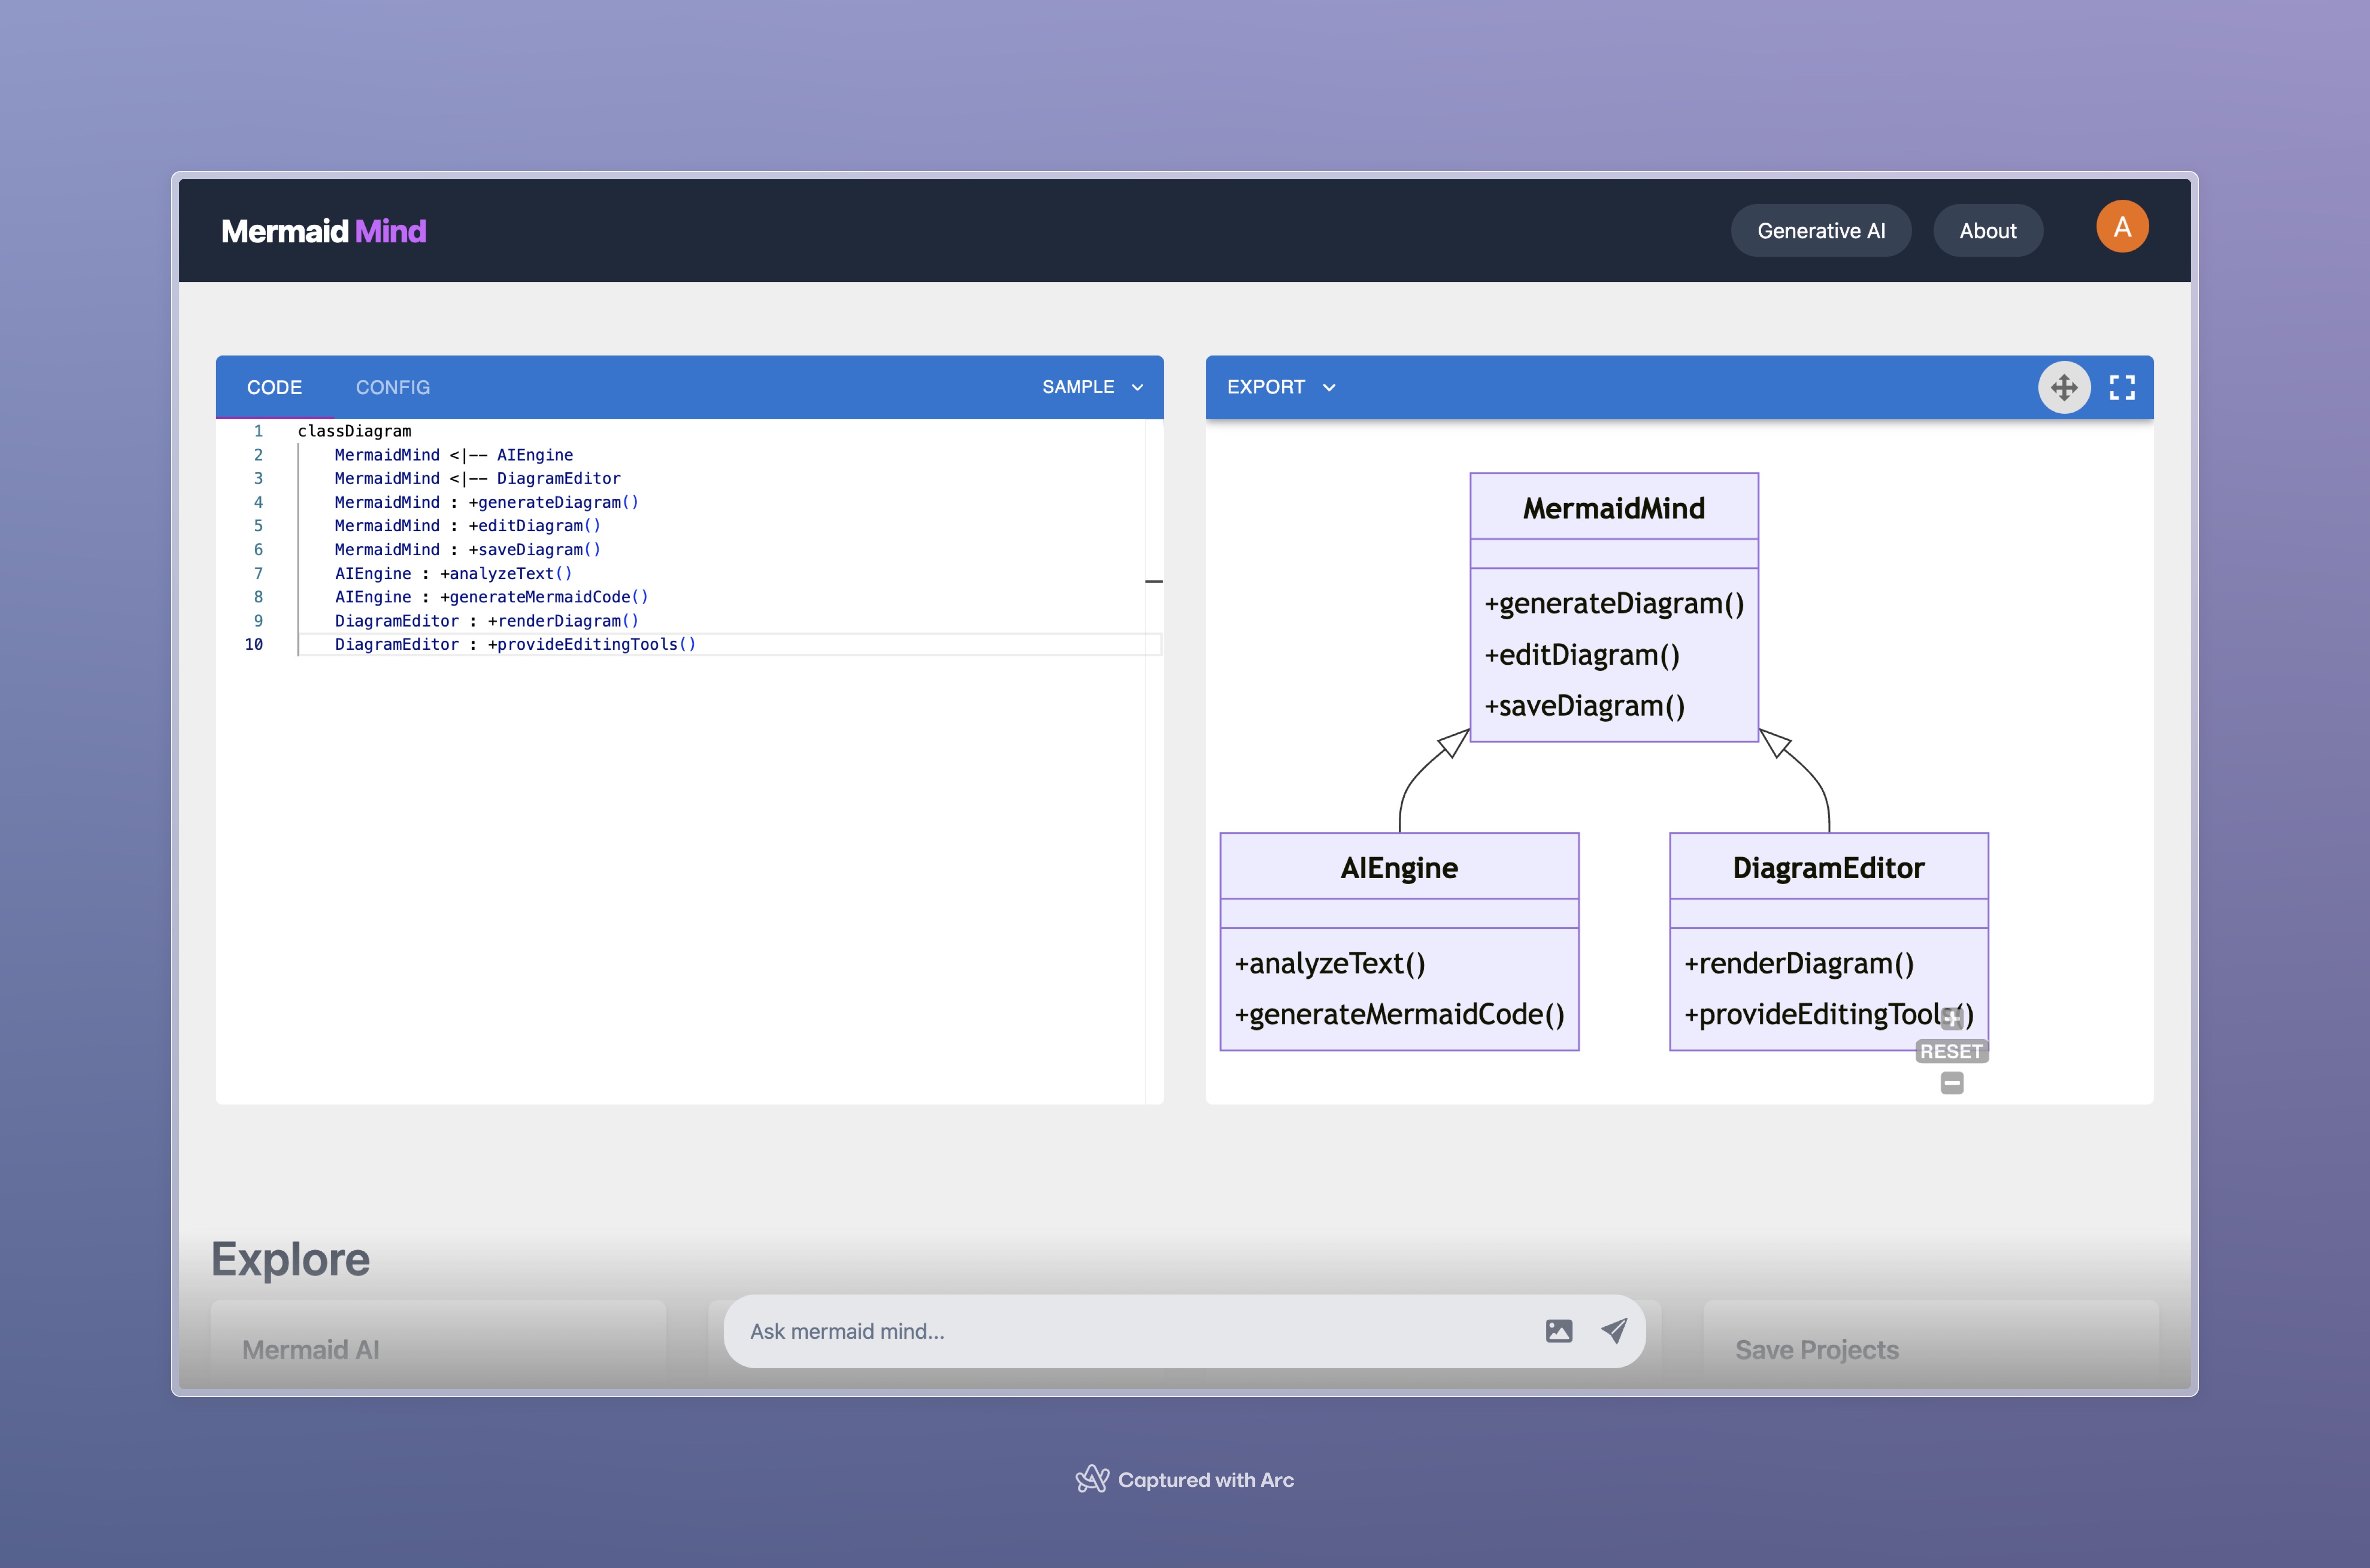 Mermaid Mind
Generative AI
About
A
CODE
CONFIG
SAMPLE
1 classDiagram
2 MermaidMind <|-- AIEngine
3 MermaidMind <|-- DiagramEditor
4 MermaidMind : +generateDiagram()
5 MermaidMind : +editDiagram()
6 MermaidMind : +saveDiagram()
7 AIEngine : +analyzeText()
8 AIEngine : +generateMermaidCode()
9 DiagramEditor : +renderDiagram()
10 DiagramEditor : +provideEditingTools()
EXPORT
MermaidMind
+generateDiagram()
+editDiagram()
+saveDiagram()
AIEngine
+analyzeText()
+generateMermaidCode()
DiagramEditor
+renderDiagram()
+provideEditingTools()
RESET
Explore
Mermaid AI
Ask mermaid mind...
Save Projects
Captured with Arc